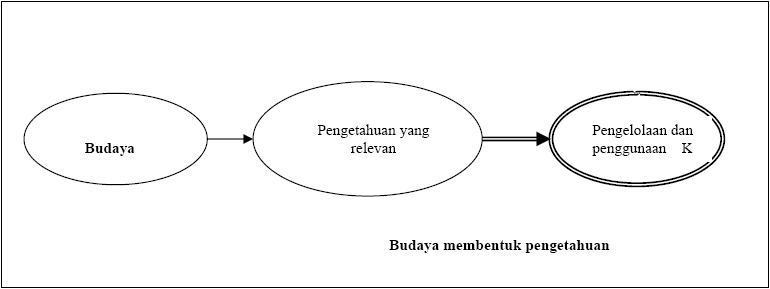 Budaya
Pengetahuan yang
relevan
Pengelolaan dan
penggunaan K
Budaya membentuk pengetahuan